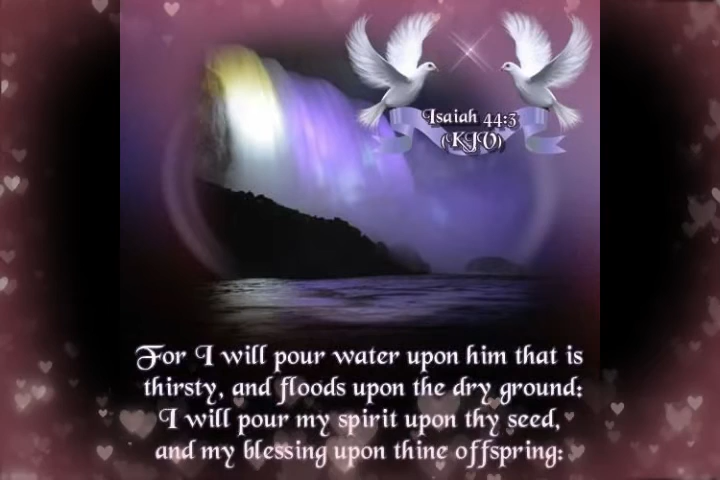 Isaiah 44:3
(KJV)
For I will pour water upon him that is
thirsty, and floods upon the dry ground:
I will pour my spirit upon thy seed,
and my blessing upon thine offspring: